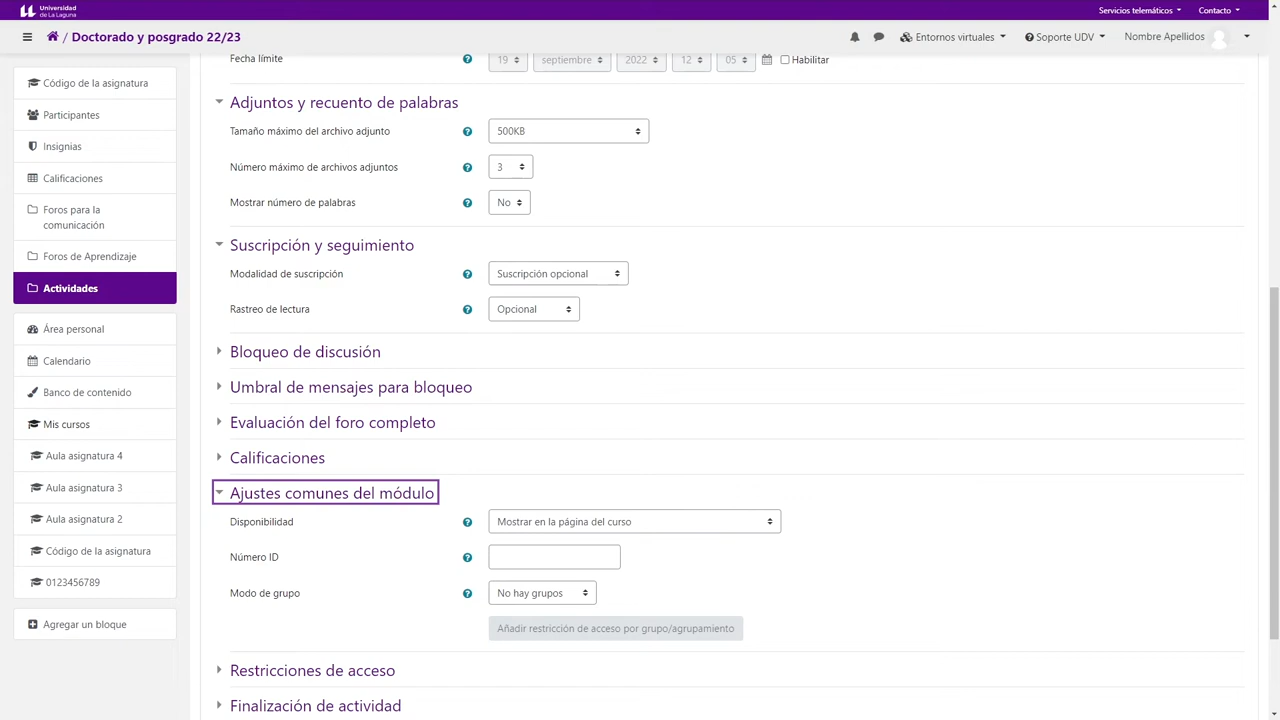 Universidad
de La Laguna
Servicios telemáticos
Contacto
/ Doctorado y posgrado 22/23
Entornos virtuales
Soporte UDV
Nombre Apellidos
Código de la asignatura
Participantes
Insignias
Calificaciones
Foros para la
comunicación
Foros de Aprendizaje
Actividades
Área personal
Calendario
Banco de contenido
Mis cursos
Aula asignatura 4
Aula asignatura 3
Aula asignatura 2
Código de la asignatura
0123456789
Agregar un bloque
Fecha límite
19 septiembre 2022 12 05 Habilitar
Adjuntos y recuento de palabras
Tamaño máximo del archivo adjunto
500KB
Número máximo de archivos adjuntos
3
Mostrar número de palabras
No
Suscripción y seguimiento
Modalidad de suscripción
Suscripción opcional
Rastreo de lectura
Opcional
Bloqueo de discusión
Umbral de mensajes para bloqueo
Evaluación del foro completo
Calificaciones
Ajustes comunes del módulo
Disponibilidad
Mostrar en la página del curso
Número ID
Modo de grupo
No hay grupos
Añadir restricción de acceso por grupo/agrupamiento
Restricciones de acceso
Finalización de actividad